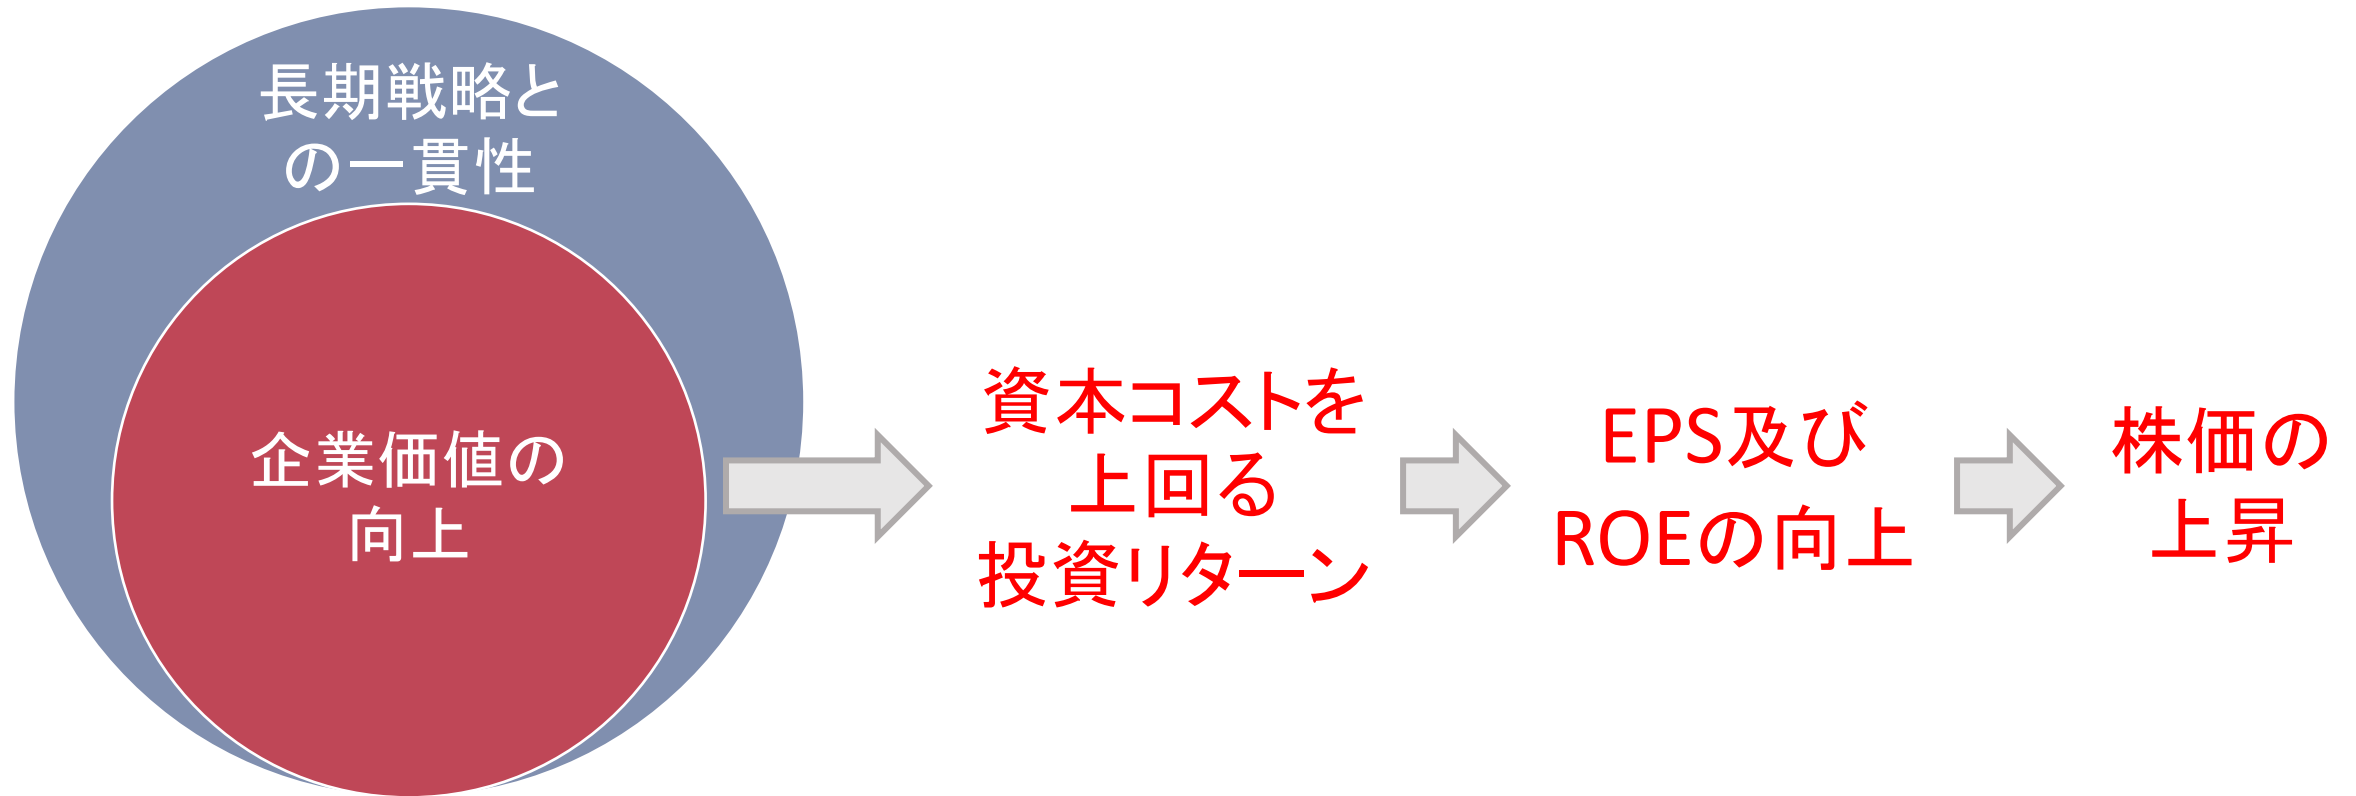 長期戦略と
の一貫性
企業価値の
向上
資本コストを
上回る
投資リターン
EPS及び
ROEの向上
株価の
上昇